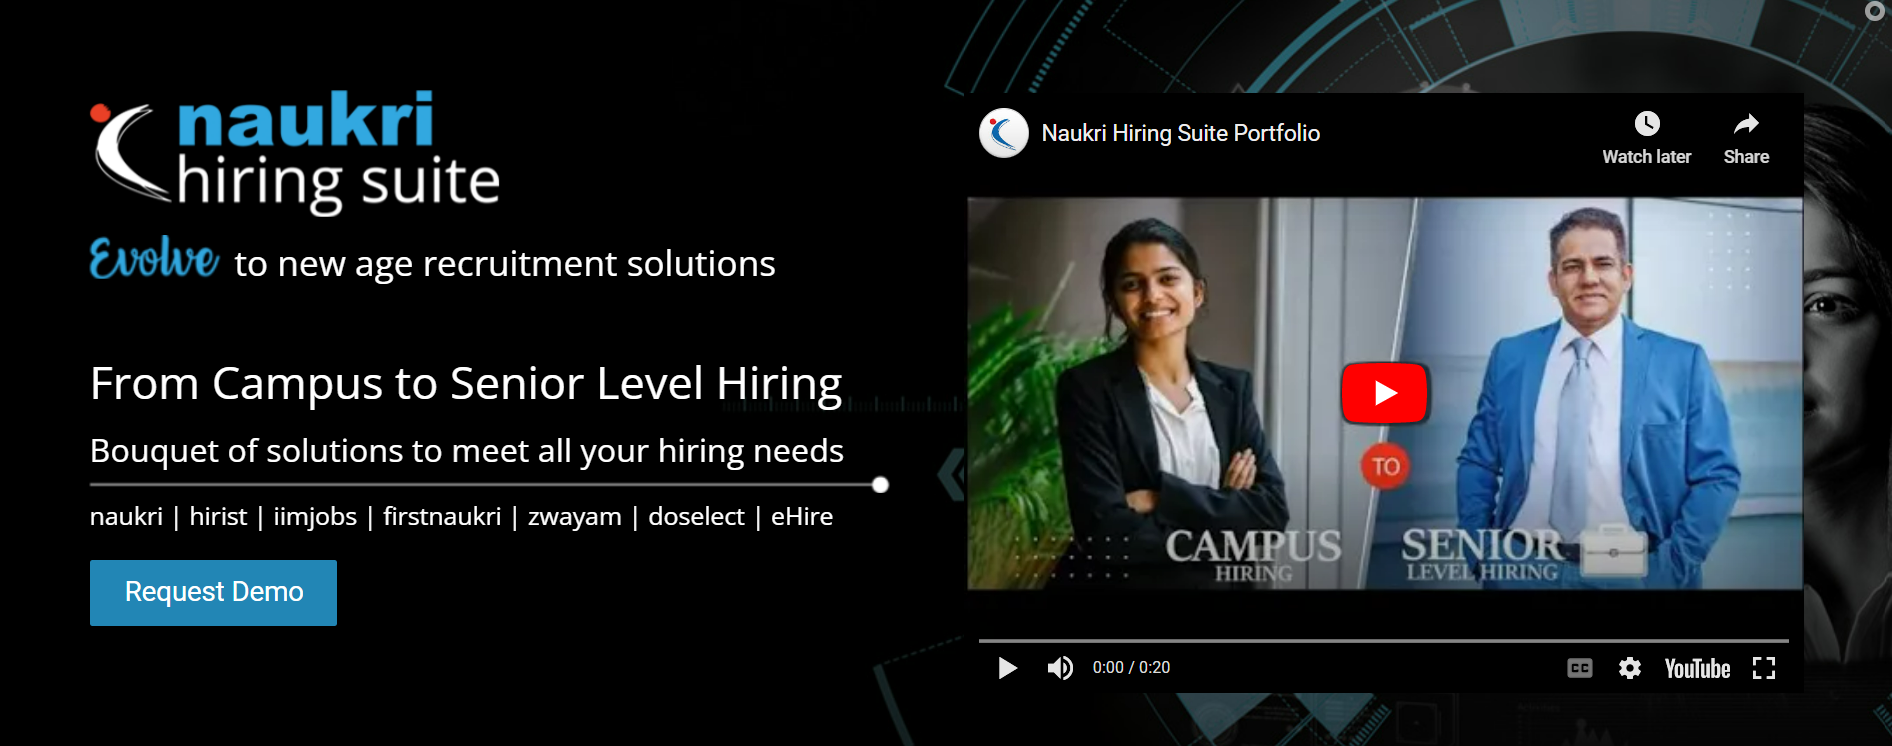 naukri
hiring suite
Evolve to new age recruitment solutions
From Campus to Senior Level Hiring
Bouquet of solutions to meet all your hiring needs
naukri | hirist | iimjobs | firstnaukri | zwayam | doselect | eHire
Request Demo
Naukri Hiring Suite Portfolio
Watch later
Share
TO
CAMPUS
HIRING
SENIOR
LEVEL HIRING
0:00 / 0:20
CC
YouTube